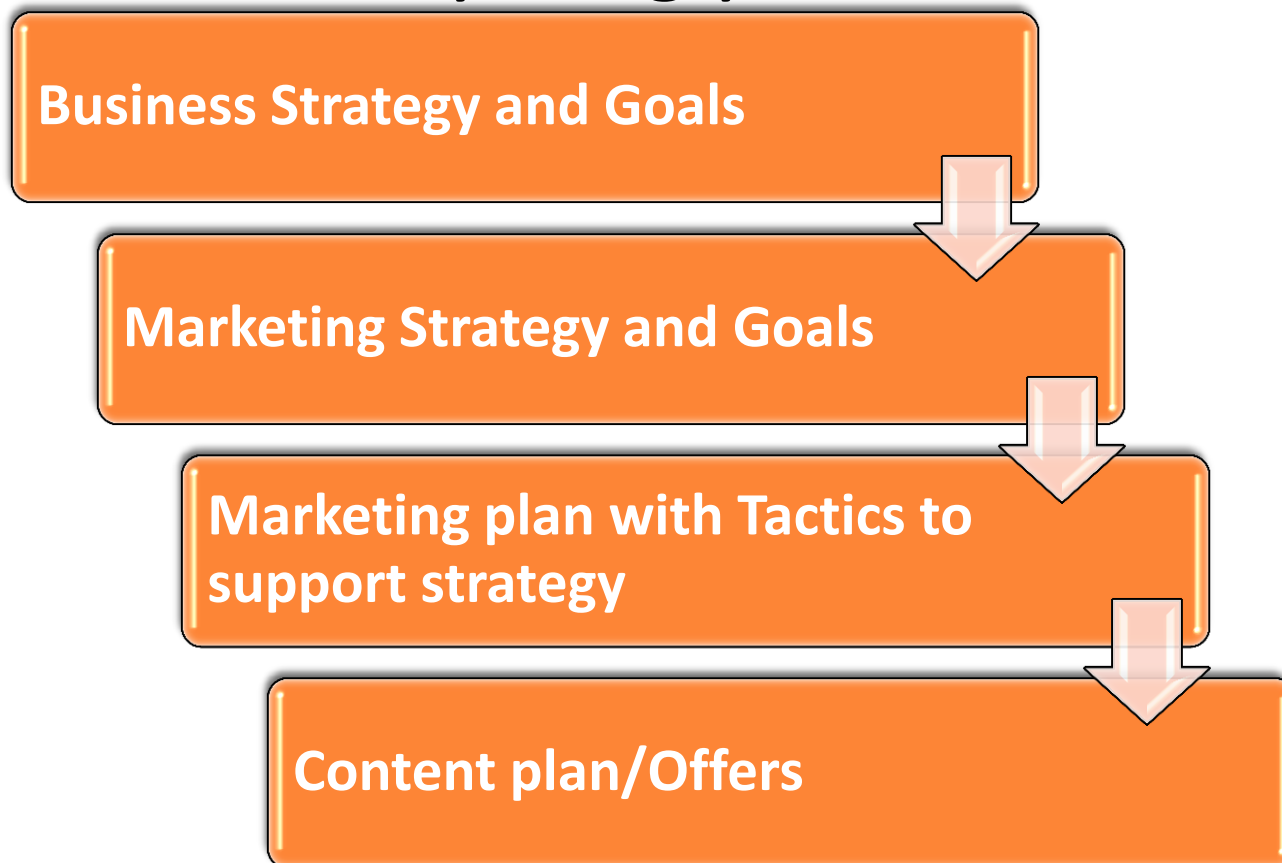 Business Strategy and Goals
Marketing Strategy and Goals
Marketing plan with Tactics to
support strategy
Content plan/Offers